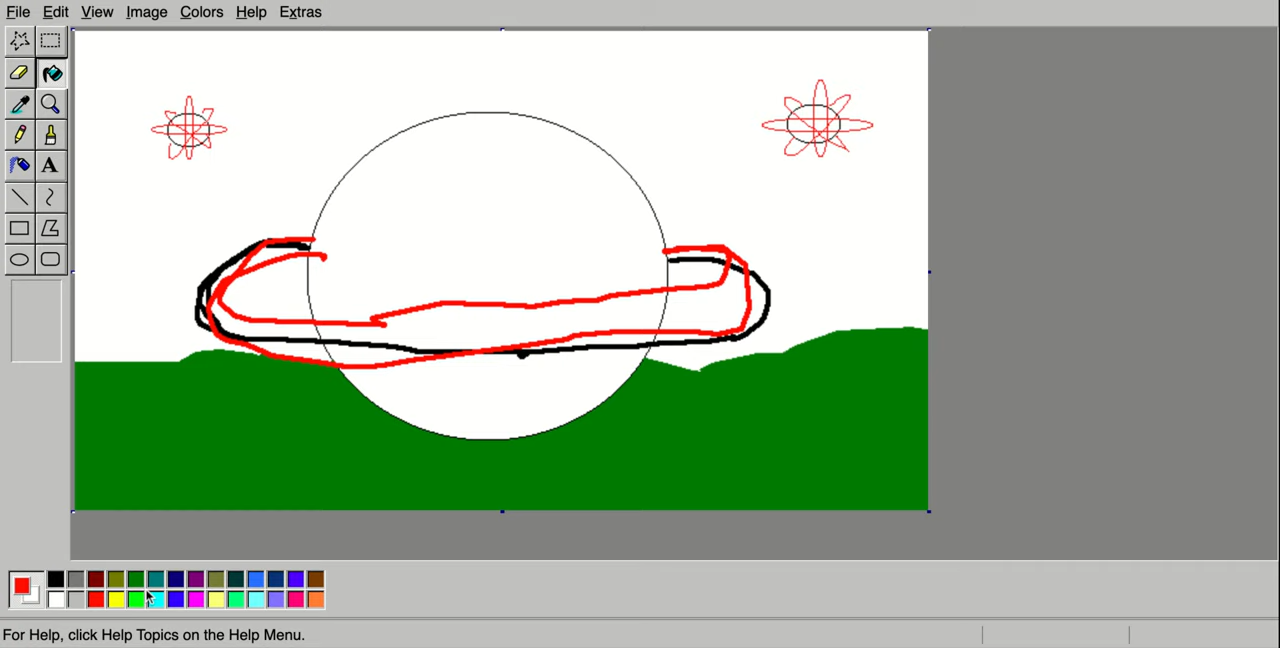 File Edit View Image Colors Help Extras
A
For Help, click Help Topics on the Help Menu.